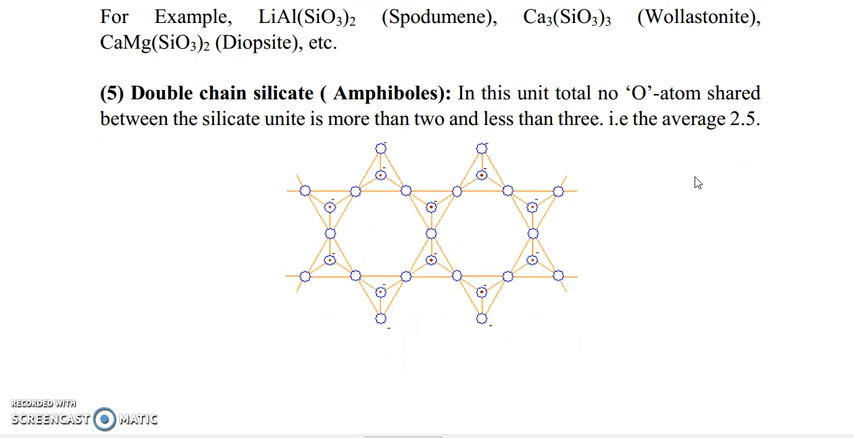 For Example, LiAl(SiO₃)₂ (Spodumene), Ca₃(SiO₃)₃ (Wollastonite),
CaMg(SiO₃)₂ (Diopsite), etc.
(5) Double chain silicate ( Amphiboles): In this unit total no ‘O’-atom shared
between the silicate unite is more than two and less than three. i.e the average 2.5.
RECORDED WITH
SCREENCAST MATIC